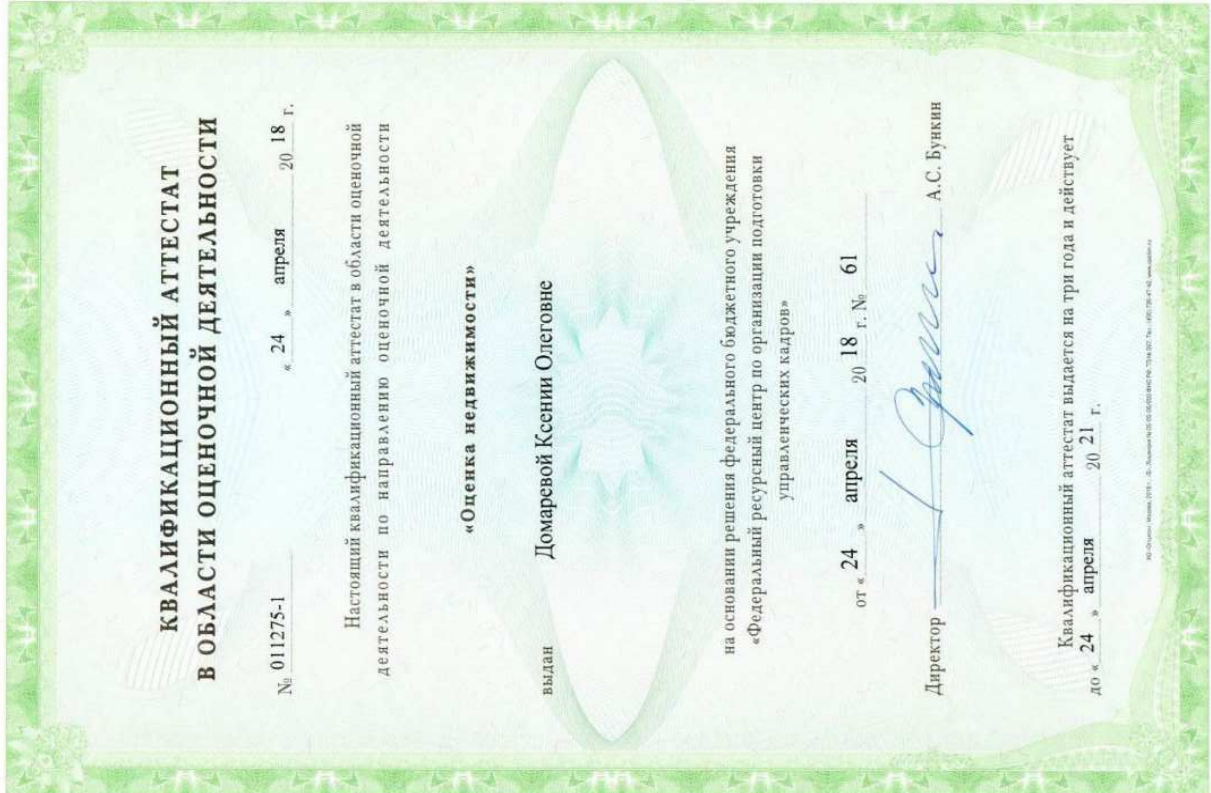 КВАЛИФИКАЦИОННЫЙ АТТЕСТАТ
В ОБЛАСТИ ОЦЕНОЧНОЙ ДЕЯТЕЛЬНОСТИ
№ 011275-1 « 24 » апреля 20 18 г.
Настоящий квалификационный аттестат в области оценочной
деятельности по направлению оценочной деятельности
«Оценка недвижимости»
выдан Домаревой Ксении Олеговне
на основании решения федерального бюджетного учреждения
«Федеральный ресурсный центр по организации подготовки
управленческих кадров»
от « 24 » апреля 20 18 г. № 61
Директор А.С. Бункин
Квалификационный аттестат выдается на три года и действует
до « 24 » апреля 20 21 г.